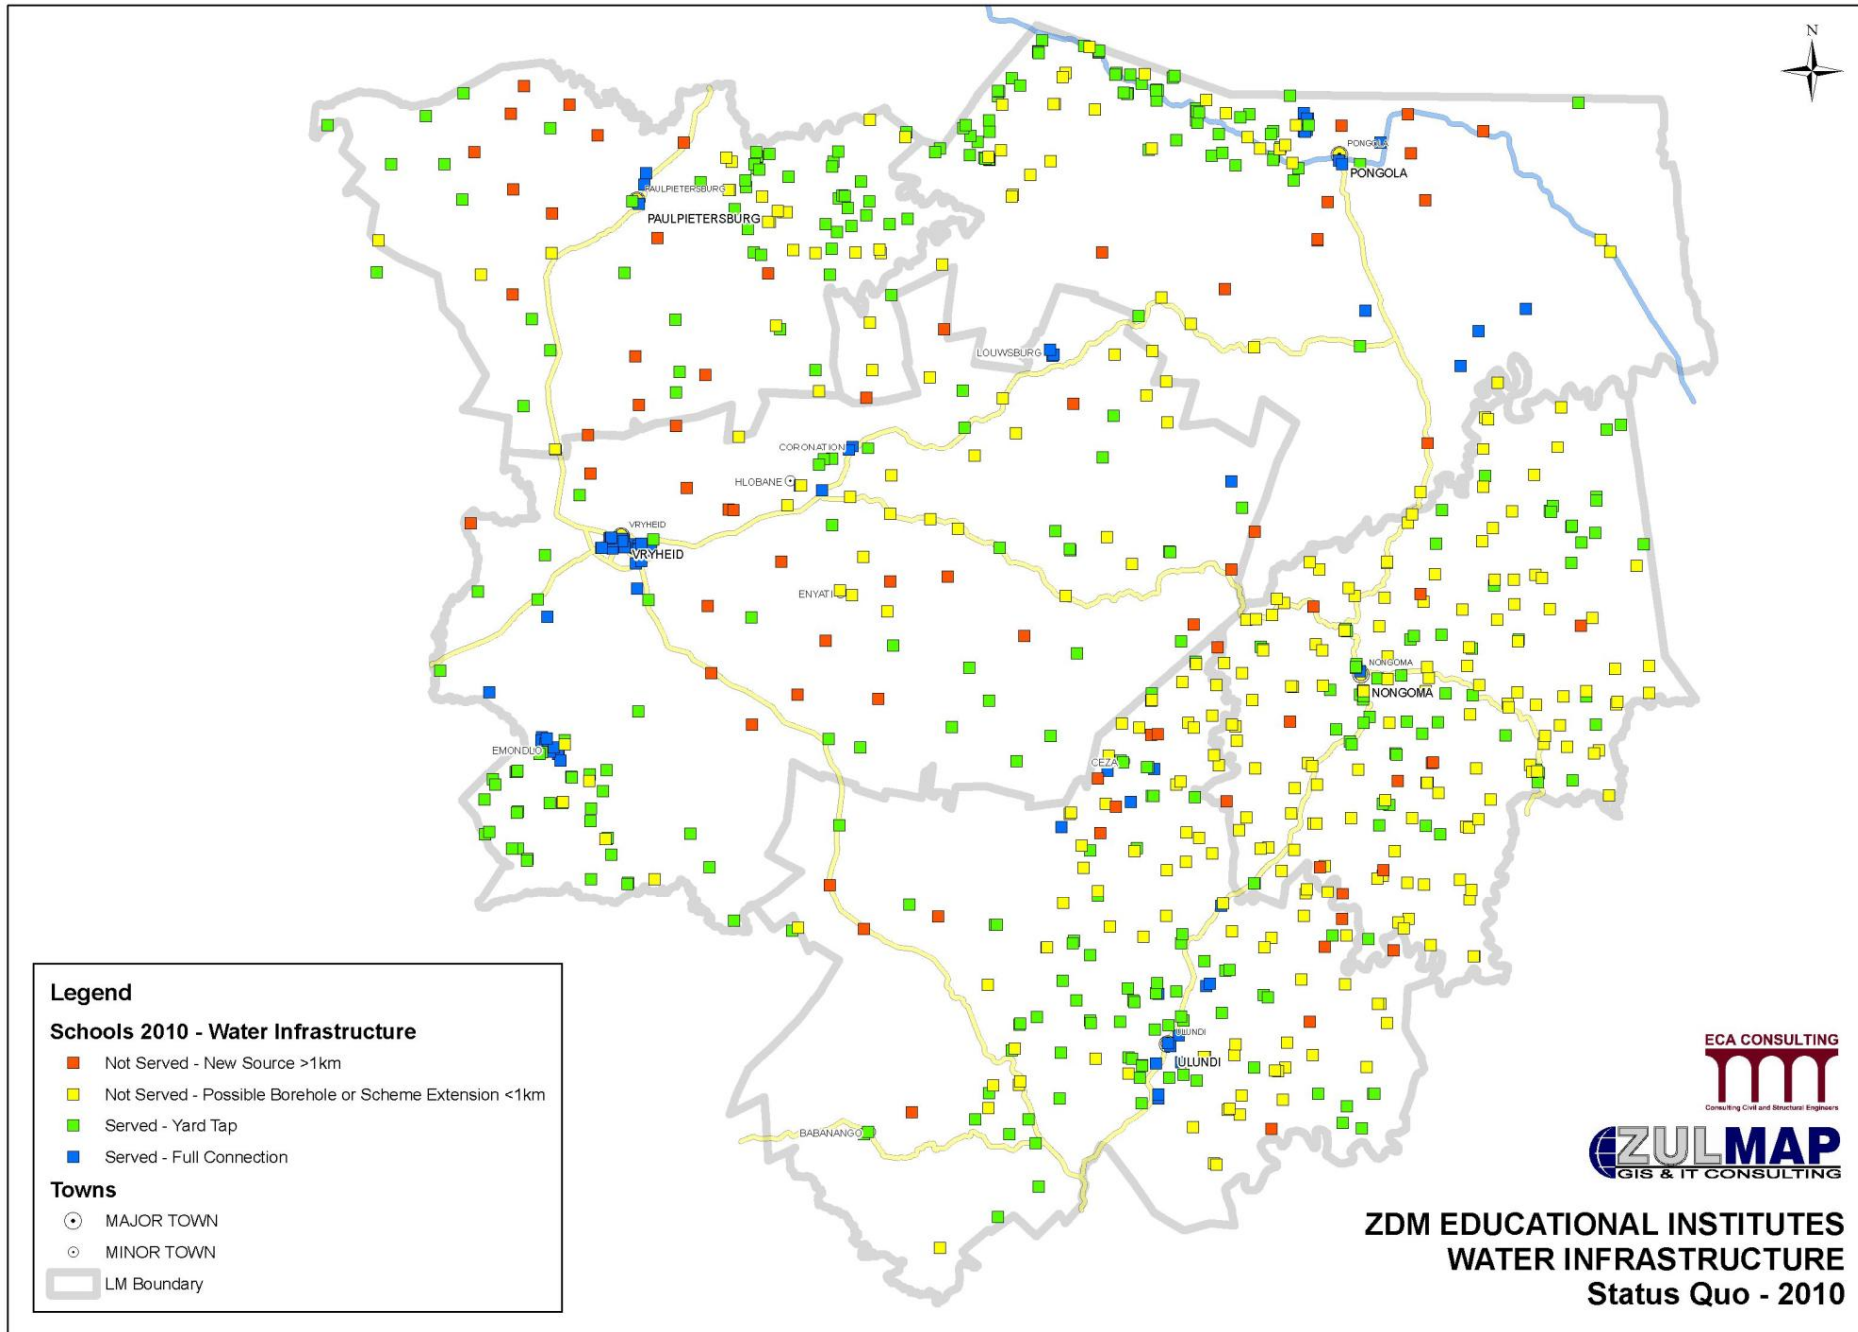 N
PONGOLA
PONGOLA
PAULPIETERSBURG
PAULPIETERSBURG
LOUWSBURG
CORONATION
HLOBANE
VRYHEID
VRYHEID
ENYATI
NONGOMA
NONGOMA
EMONDLO
CEZA
ULUNDI
ULUNDI
BABANANGO
Legend
Schools 2010 - Water Infrastructure
Not Served - New Source >1km
Not Served - Possible Borehole or Scheme Extension <1km
Served - Yard Tap
Served - Full Connection
Towns
MAJOR TOWN
MINOR TOWN
LM Boundary
ECA CONSULTING
Consulting Civil and Structural Engineers
ZULMAP
GIS & IT CONSULTING
ZDM EDUCATIONAL INSTITUTES
WATER INFRASTRUCTURE
Status Quo - 2010